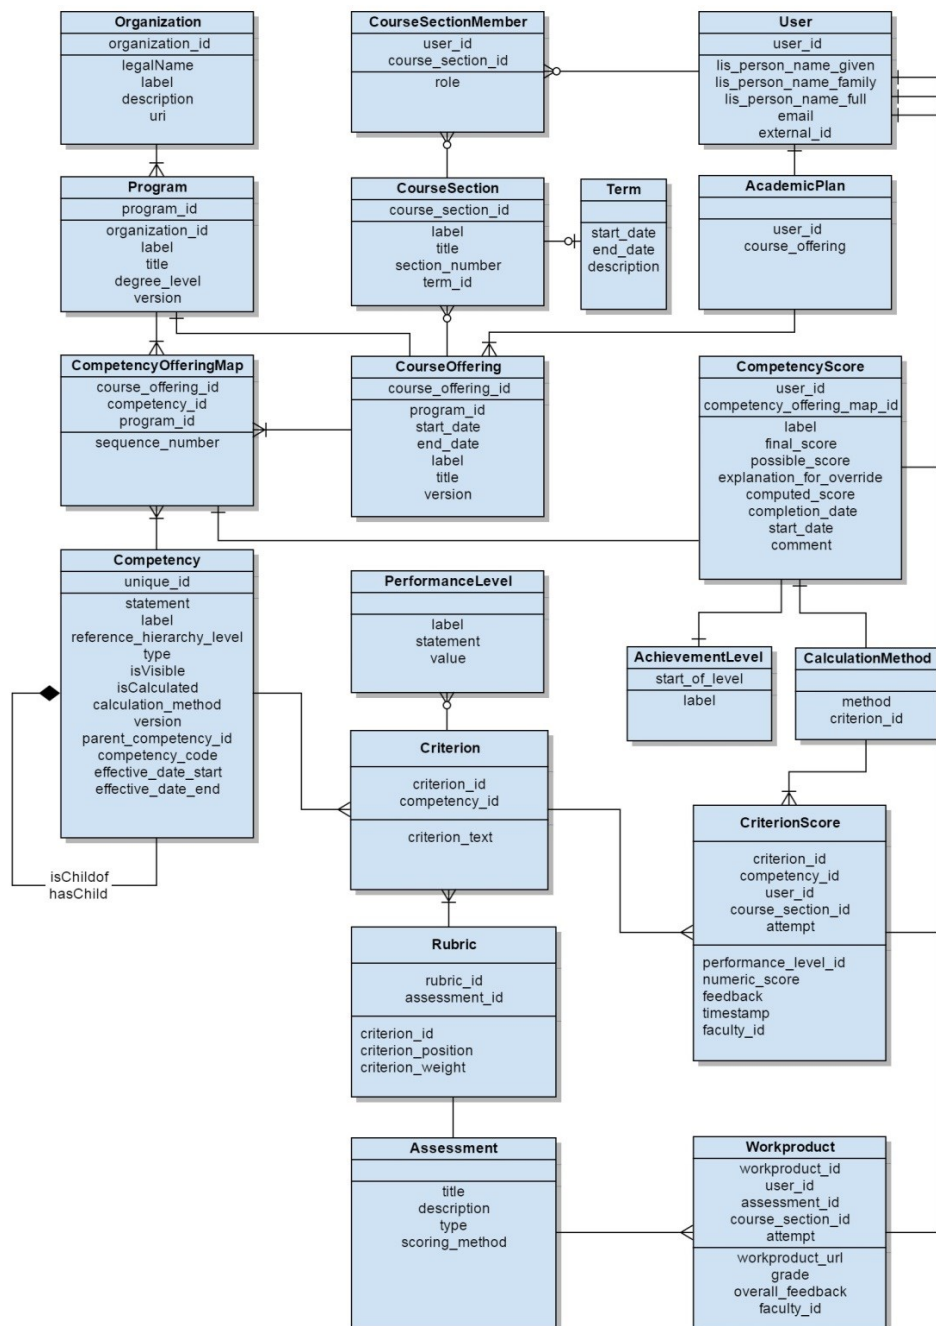 Organization
organization_id
legalName
label
description
uri
CourseSectionMember
user_id
course_section_id
role
User
user_id
lis_person_name_given
lis_person_name_family
lis_person_name_full
email
external_id
Program
program_id
organization_id
label
title
degree_level
version
CourseSection
course_section_id
label
title
section_number
term_id
Term
start_date
end_date
description
AcademicPlan
user_id
course_offering
CompetencyOfferingMap
course_offering_id
competency_id
program_id
sequence_number
CourseOffering
course_offering_id
program_id
start_date
end_date
label
title
version
CompetencyScore
user_id
competency_offering_map_id
label
final_score
possible_score
explanation_for_override
computed_score
completion_date
start_date
comment
Competency
unique_id
statement
label
reference_hierarchy_level
type
isVisible
isCalculated
calculation_method
version
parent_competency_id
competency_code
effective_date_start
effective_date_end
isChildof
hasChild
PerformanceLevel
label
statement
value
AchievementLevel
start_of_level
label
CalculationMethod
method
criterion_id
Criterion
criterion_id
competency_id
criterion_text
CriterionScore
criterion_id
competency_id
user_id
course_section_id
attempt
performance_level_id
numeric_score
feedback
timestamp
faculty_id
Rubric
rubric_id
assessment_id
criterion_id
criterion_position
criterion_weight
Assessment
title
description
type
scoring_method
Workproduct
workproduct_id
user_id
assessment_id
course_section_id
attempt
workproduct_url
grade
overall_feedback
faculty_id